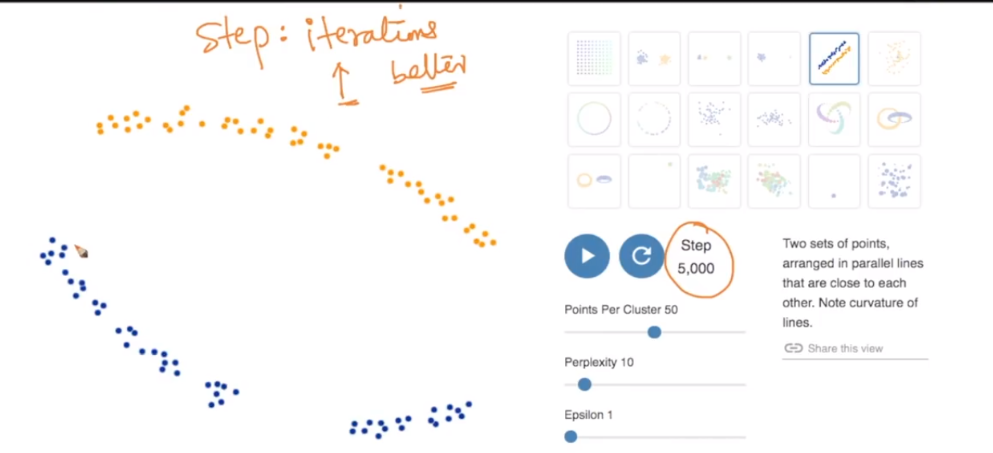 Step: iterations
↑ better
Step
5,000
Points Per Cluster 50
Perplexity 10
Epsilon 1
Two sets of points,
arranged in parallel lines
that are close to each
other. Note curvature of
lines.
Share this view